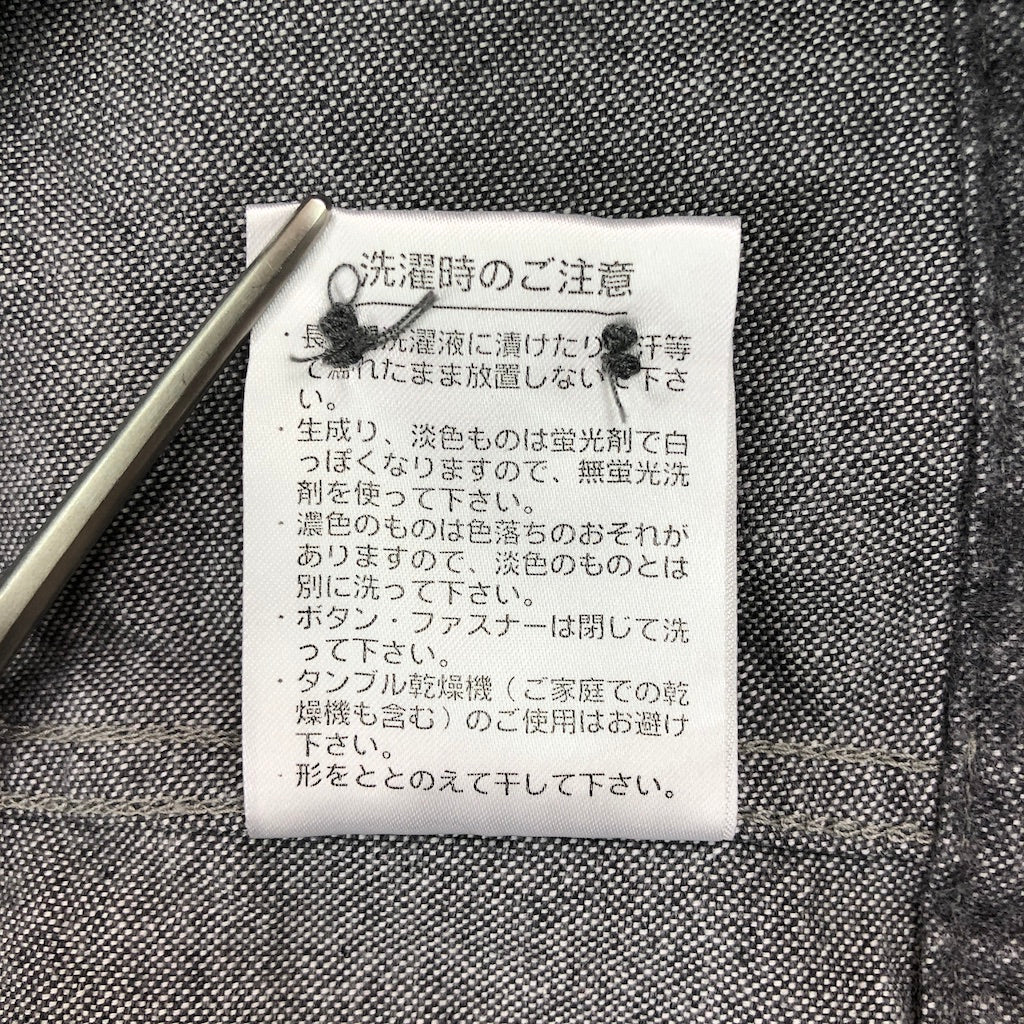 洗濯時のご注意
・長 洗濯液に漬けたり 汗等
で濡れたまま放置しないで下さ
い。
・生成り、淡色ものは蛍光剤で白
っぽくなりますので、無蛍光洗
剤を使って下さい。
・濃色のものは色落ちのおそれが
ありますので、淡色のものとは
別に洗って下さい。
・ボタン・ファスナーは閉じて洗
って下さい。
・タンブル乾燥機（ご家庭での乾
燥機も含む）のご使用はお避け
下さい。
・形をととのえて干して下さい。